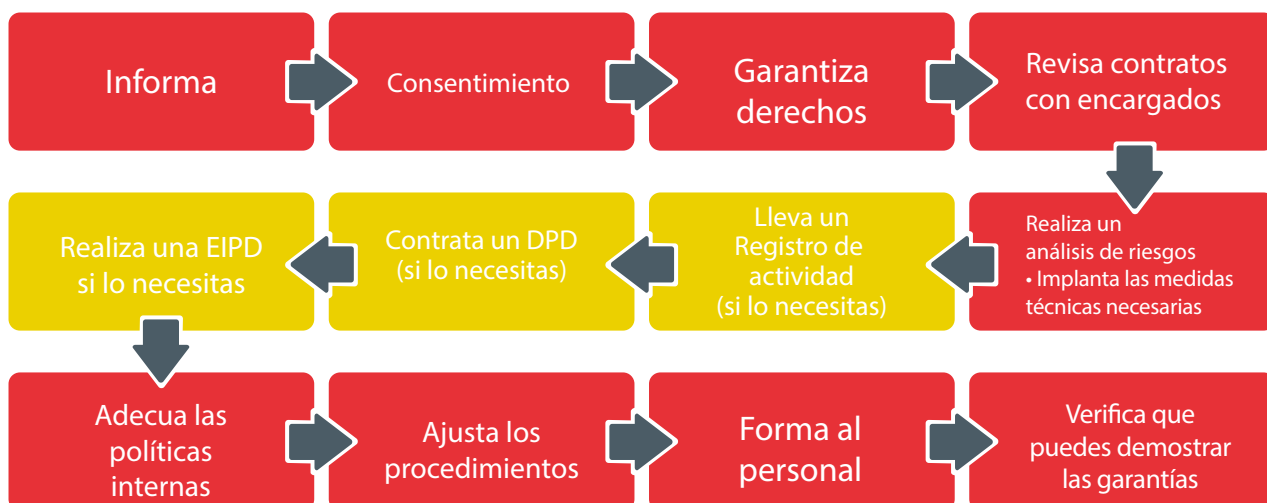 Informa
Consentimiento
Garantiza
derechos
Revisa contratos
con encargados
Realiza un
análisis de riesgos
• Implanta las medidas
técnicas necesarias
Lleva un
Registro de
actividad
(si lo necesitas)
Contrata un DPD
(si lo necesitas)
Realiza una EIPD
si lo necesitas
Adecua las
políticas
internas
Ajusta los
procedimientos
Forma al
personal
Verifica que
puedes demostrar
las garantías